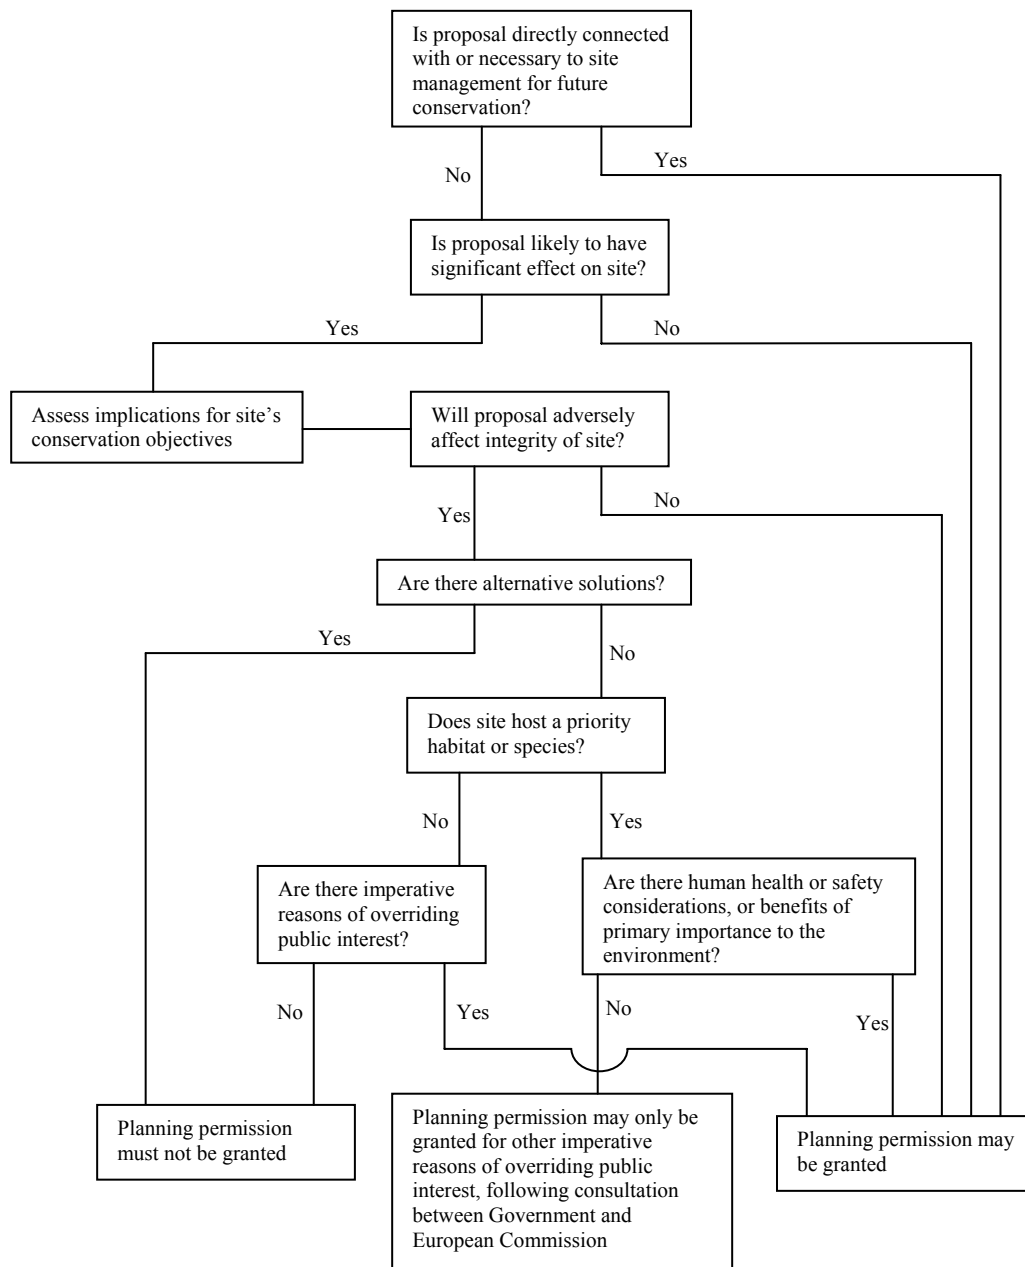 Is proposal directly connected
with or necessary to site
management for future
conservation?
No
Yes
Is proposal likely to have
significant effect on site?
Yes
No
Assess implications for site’s
conservation objectives
Will proposal adversely
affect integrity of site?
Yes
No
Are there alternative solutions?
Yes
No
Does site host a priority
habitat or species?
No
Yes
Are there imperative
reasons of overriding
public interest?
Are there human health or safety
considerations, or benefits of
primary importance to the
environment?
No
Yes
No
Yes
Planning permission
must not be granted
Planning permission may only be
granted for other imperative
reasons of overriding public
interest, following consultation
between Government and
European Commission
Planning permission may
be granted